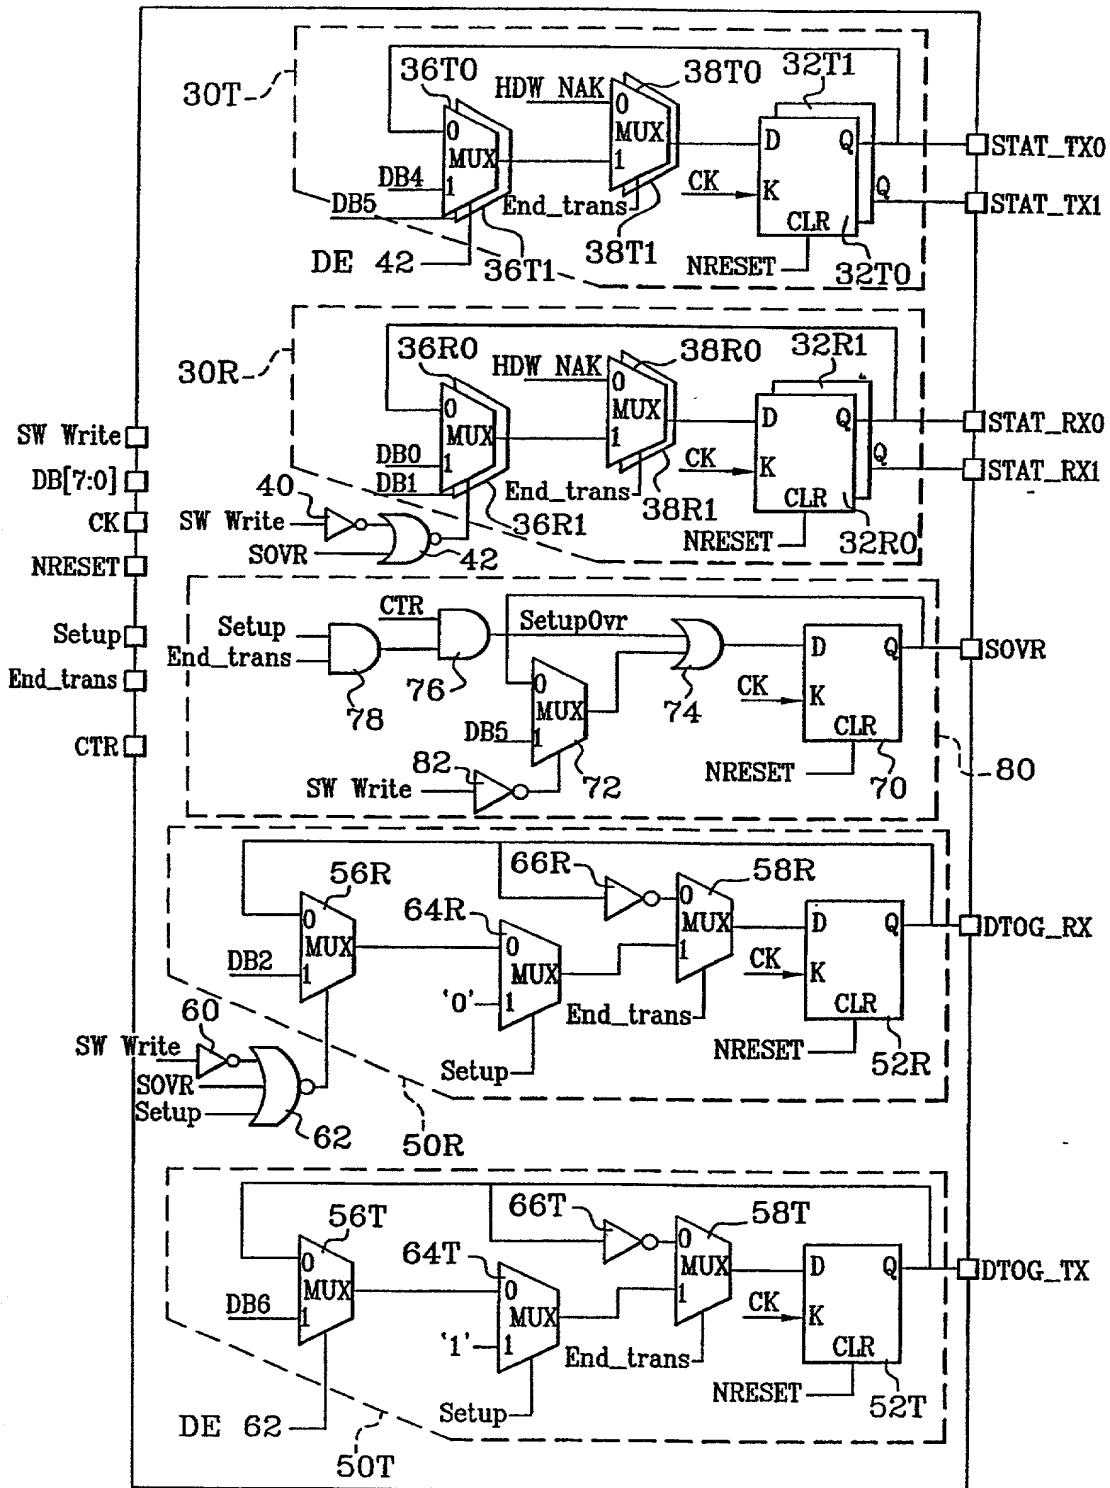 30T
36T0
HDW NAK
38T0
32T1
0
MUX
DB4
1
DB5
0
MUX
1
End_trans
CK
D
Q
K
CLR
Q
STAT_TX0
STAT_TX1
DE 42
36T1
38T1
NRESET
32T0
30R
36R0
HDW NAK
38R0
32R1
0
MUX
DB0
1
DB1
0
MUX
1
End_trans
CK
D
Q
K
CLR
Q
STAT_RX0
STAT_RX1
40
SW Write
SOVR
42
36R1
38R1
NRESET
32R0
SW Write
DB[7:0]
CK
NRESET
Setup
End_trans
CTR
Setup
End_trans
78
CTR
76
SetupOvr
0
MUX
DB5
1
72
74
82
SW Write
CK
D
Q
K
CLR
NRESET
70
SOVR
80
56R
0
MUX
DB2
1
64R
0
MUX
'0'
1
Setup
66R
58R
0
MUX
1
End_trans
CK
D
Q
K
CLR
NRESET
52R
DTOG_RX
60
SW Write
SOVR
Setup
62
50R
56T
0
MUX
DB6
1
64T
0
MUX
'1'
1
Setup
66T
58T
0
MUX
1
End_trans
CK
D
Q
K
CLR
NRESET
52T
DTOG_TX
DE 62
50T